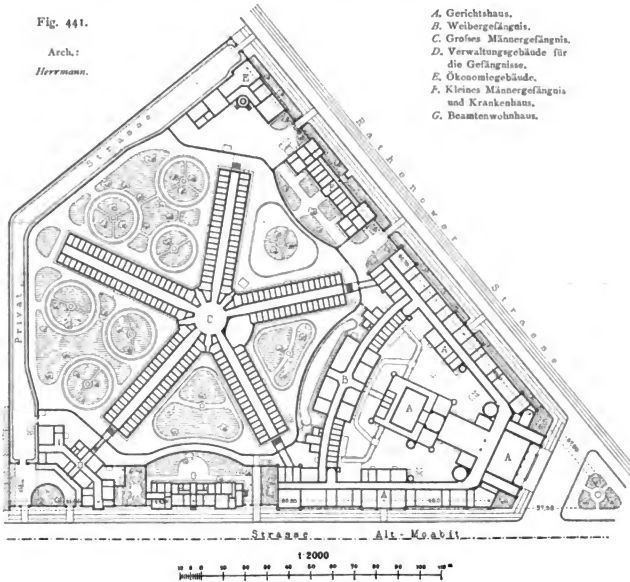 Fig. 441.
Arch.:
Herrmann.
A. Gerichtshaus.
B. Weibergefängnis.
C. Großes Männergefängnis.
D. Verwaltungsgebäude für
die Gefängnisse.
E. Ökonomiegebäude.
F. Kleines Männergefängnis
und Krankenhaus.
G. Beamtenwohnhaus.
E
Strasse
Rathenower
Strasse
Privat
C
B
A
A
A
A
Strasse Alt-Moabit
1:2000